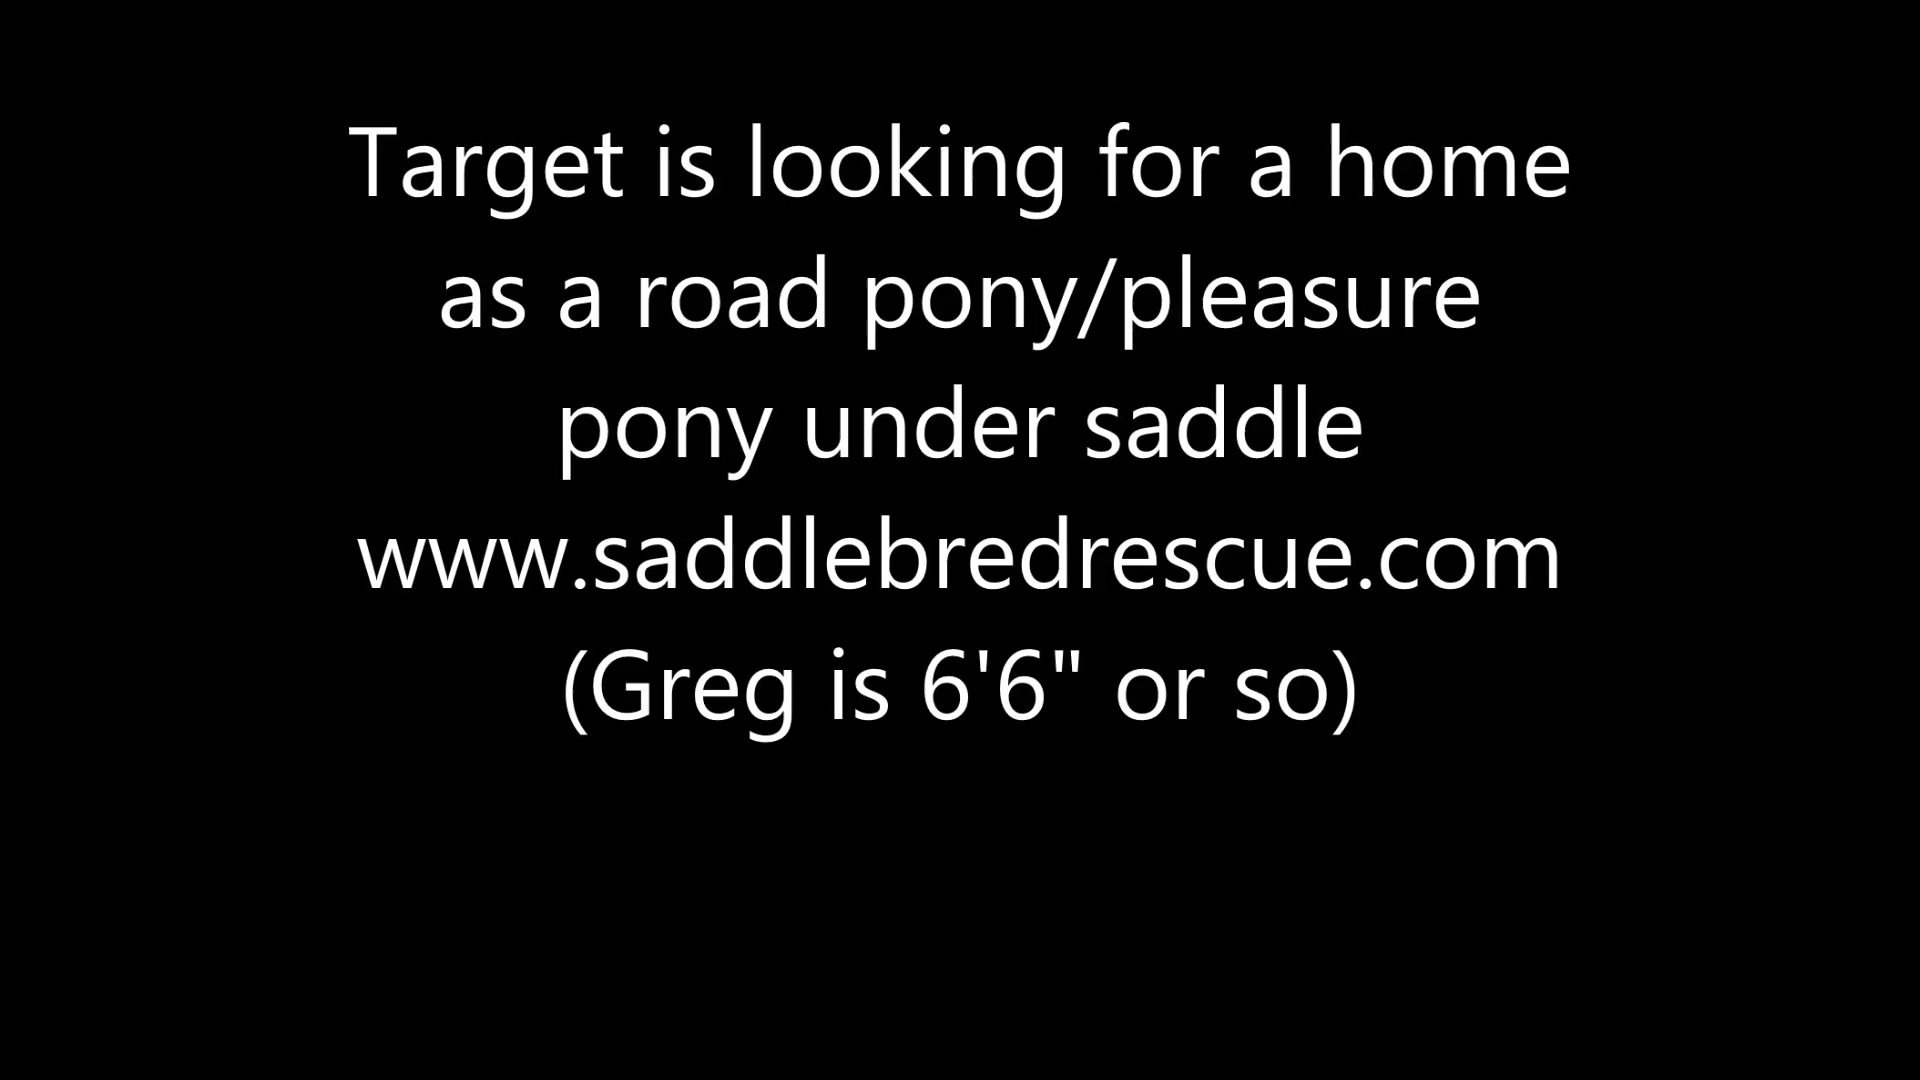 Target is looking for a home
as a road pony/pleasure
pony under saddle
www.saddlebredrescue.com
(Greg is 6'6" or so)